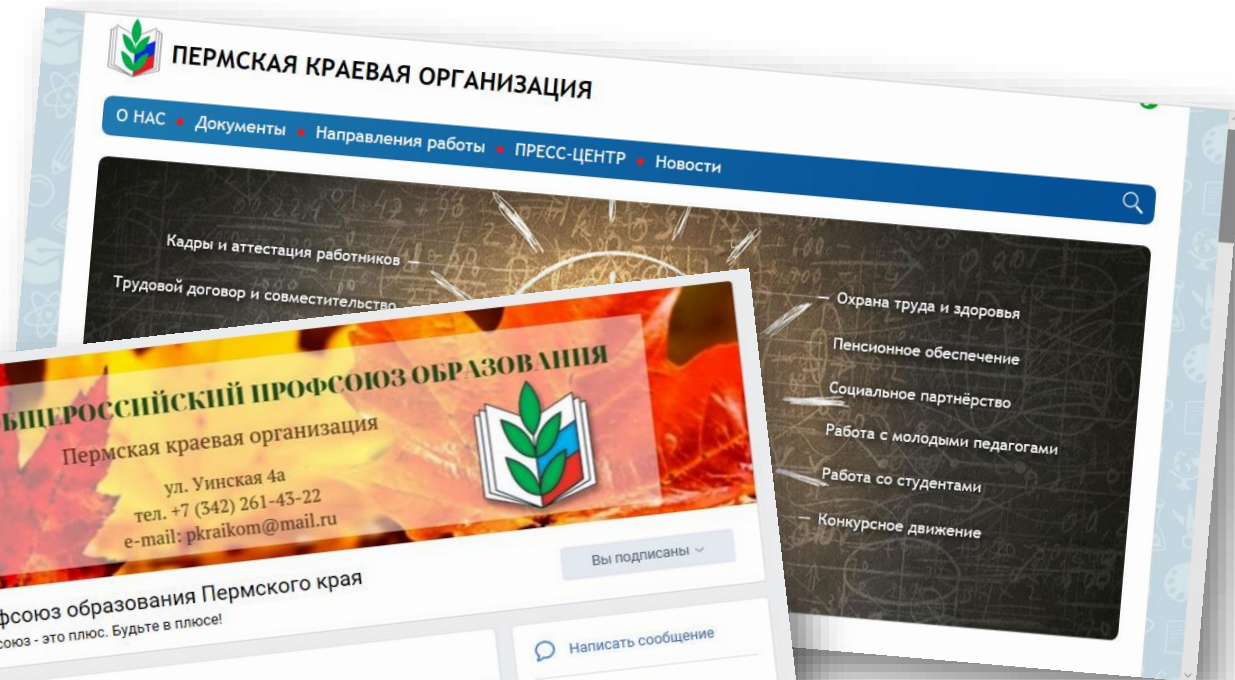 ПЕРМСКАЯ КРАЕВАЯ ОРГАНИЗАЦИЯ
О НАС • Документы • Направления работы • ПРЕСС-ЦЕНТР • Новости
Кадры и аттестация работников
Трудовой договор и совместительство
Охрана труда и здоровья
Пенсионное обеспечение
Социальное партнёрство
Работа с молодыми педагогами
Работа со студентами
Конкурсное движение
БЩЕРОССИЙСКИЙ ПРОФСОЮЗ ОБРАЗОВАНИЯ
Пермская краевая организация
ул. Уинская 4а
тел. +7 (342) 261-43-22
e-mail: pkraikom@mail.ru
Вы подписаны
фсоюз образования Пермского края
союз - это плюс. Будьте в плюсе!
Написать сообщение